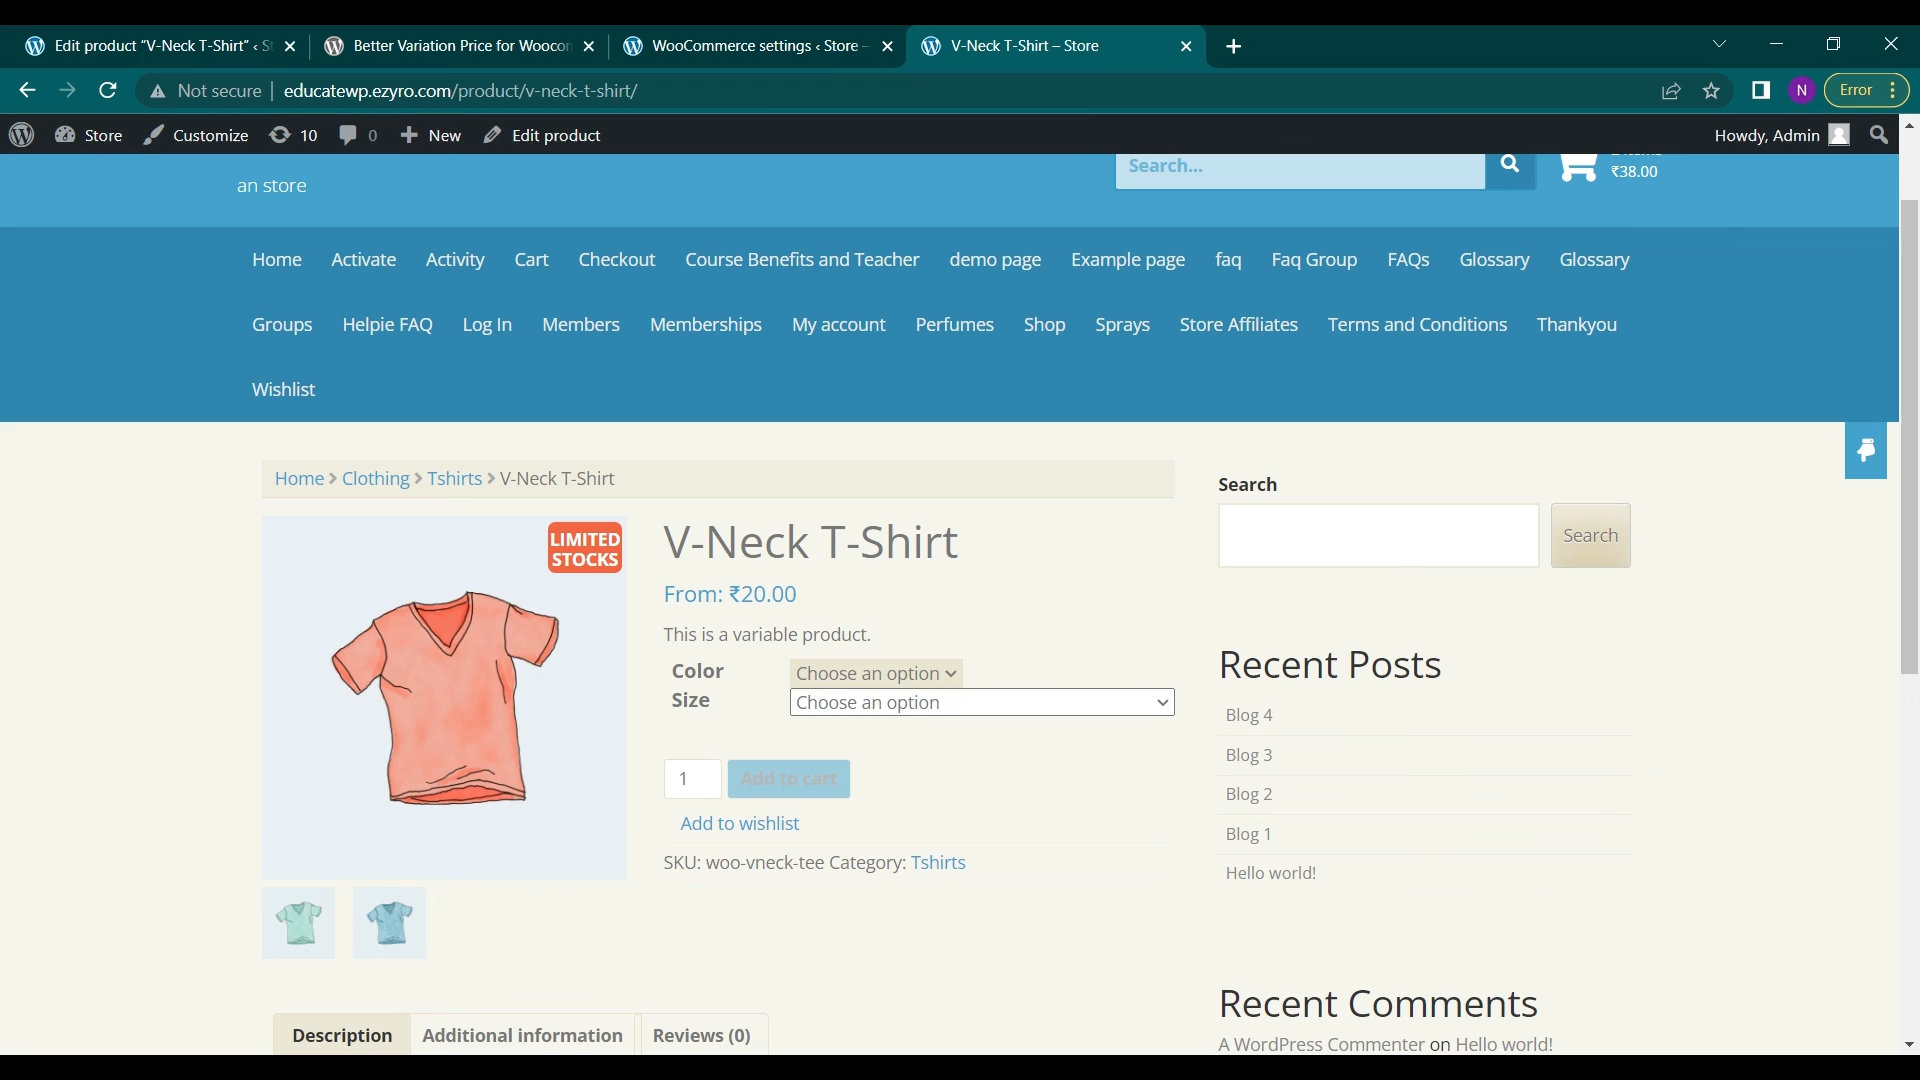 Edit product “V-Neck T-Shirt” ‹ St
Better Variation Price for Woocon
WooCommerce settings ‹ Store –
V-Neck T-Shirt – Store
Not secure
educatewp.ezyro.com/product/v-neck-t-shirt/
N
Error
Store
Customize
10
0
New
Edit product
Howdy, Admin
an store
Search...
₹38.00
Home Activate Activity Cart Checkout Course Benefits and Teacher demo page Example page faq Faq Group FAQs Glossary Glossary
Groups Helpie FAQ Log In Members Memberships My account Perfumes Shop Sprays Store Affiliates Terms and Conditions Thankyou
Wishlist
Home > Clothing > Tshirts > V-Neck T-Shirt
LIMITED
STOCKS
V-Neck T-Shirt
From: ₹20.00
This is a variable product.
Color Choose an option
Size Choose an option
1 Add to cart
Add to wishlist
SKU: woo-vneck-tee Category: Tshirts
Description Additional information Reviews (0)
Search
Search
Recent Posts
Blog 4
Blog 3
Blog 2
Blog 1
Hello world!
Recent Comments
A WordPress Commenter on Hello world!